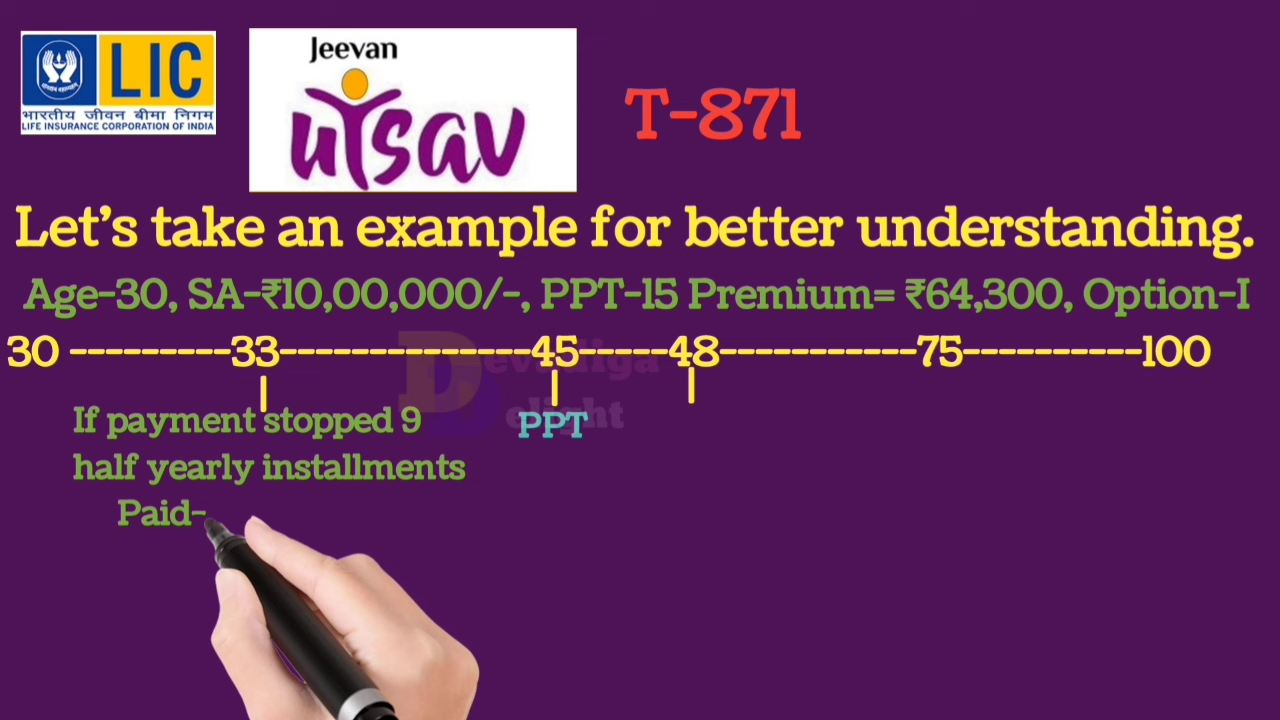 LIC
भारतीय जीवन बीमा निगम
LIFE INSURANCE CORPORATION OF INDIA
Jeevan
utsav
T-871
Let's take an example for better understanding.
Age-30, SA-₹10,00,000/-, PPT-15 Premium= ₹64,300, Option-I
30 ---------33--------------45-----48-----------75----------100
If payment stopped 9
half yearly installments
Paid-
PPT
Devadiga
Delight